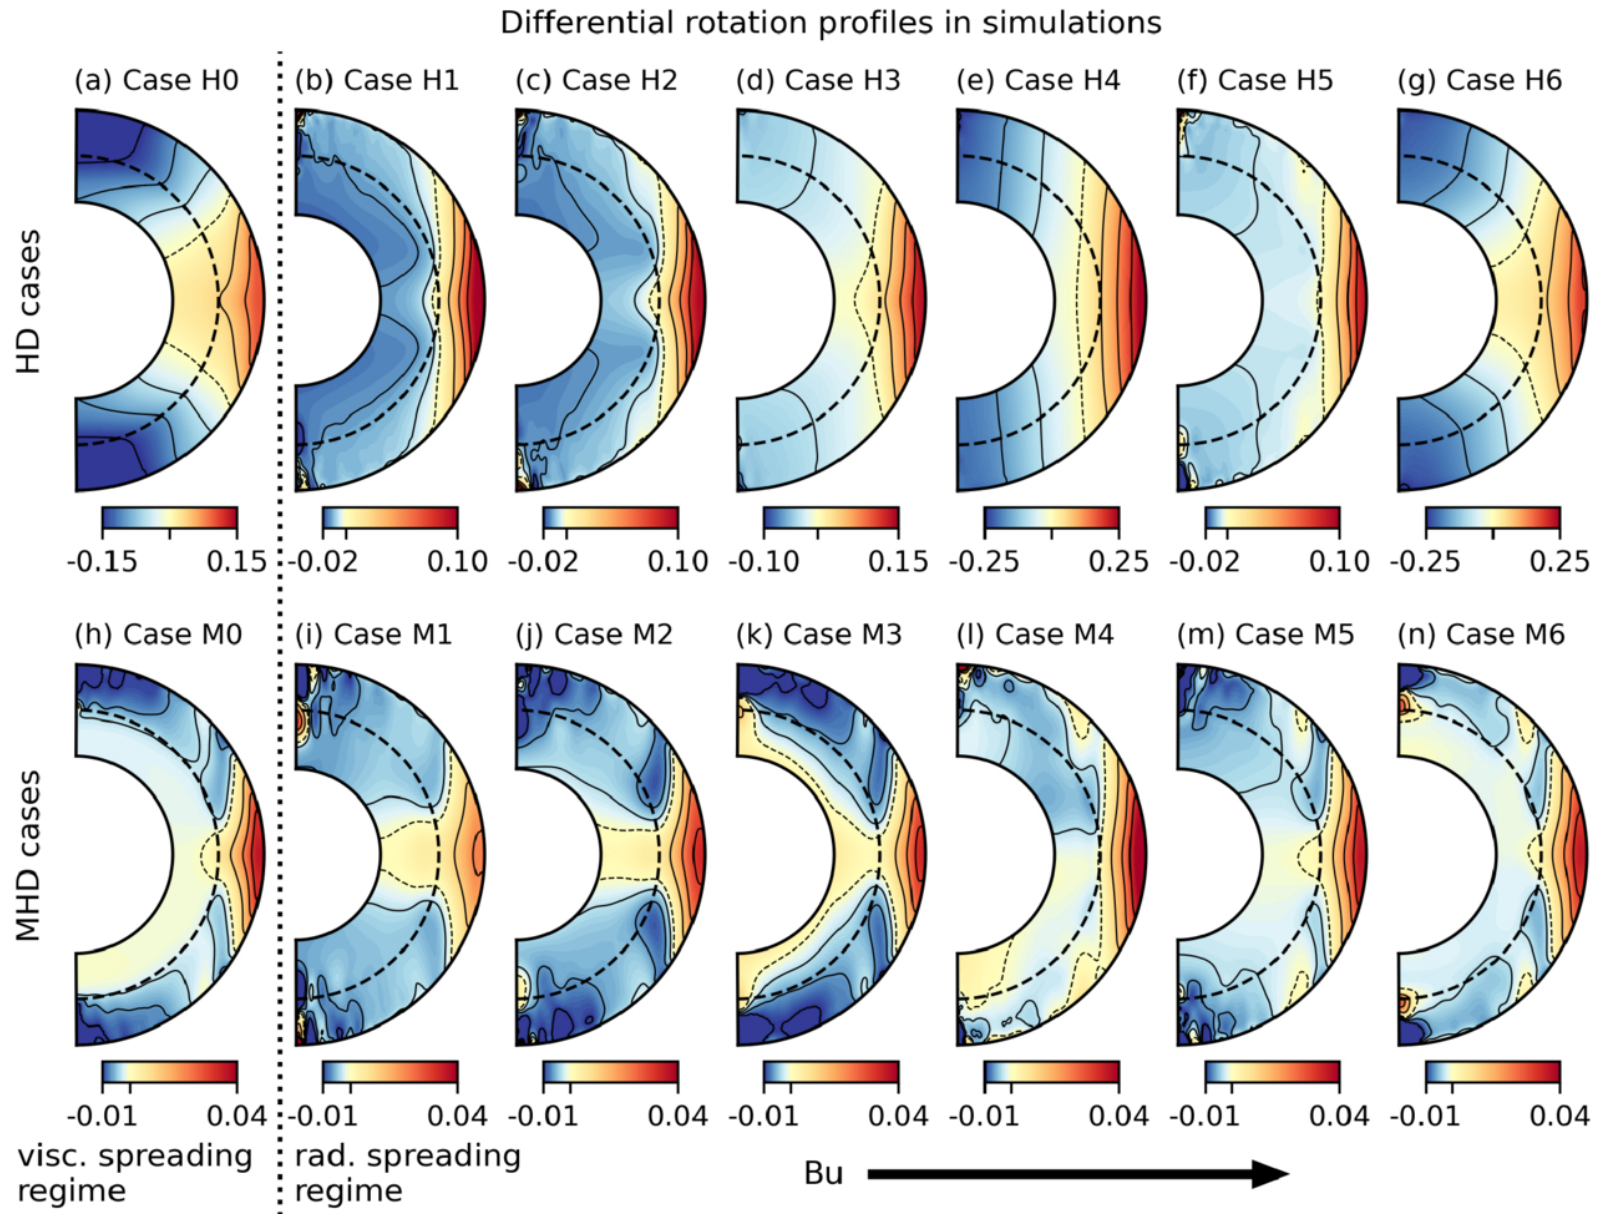 Differential rotation profiles in simulations
(a) Case H0 (b) Case H1 (c) Case H2 (d) Case H3 (e) Case H4 (f) Case H5 (g) Case H6
HD cases
-0.15 0.15 -0.02 0.10 -0.02 0.10 -0.10 0.15 -0.25 0.25 -0.02 0.10 -0.25 0.25
(h) Case M0 (i) Case M1 (j) Case M2 (k) Case M3 (l) Case M4 (m) Case M5 (n) Case M6
MHD cases
-0.01 0.04 -0.01 0.04 -0.01 0.04 -0.01 0.04 -0.01 0.04 -0.01 0.04 -0.01 0.04
visc. spreading
regime
rad. spreading
regime
Bu